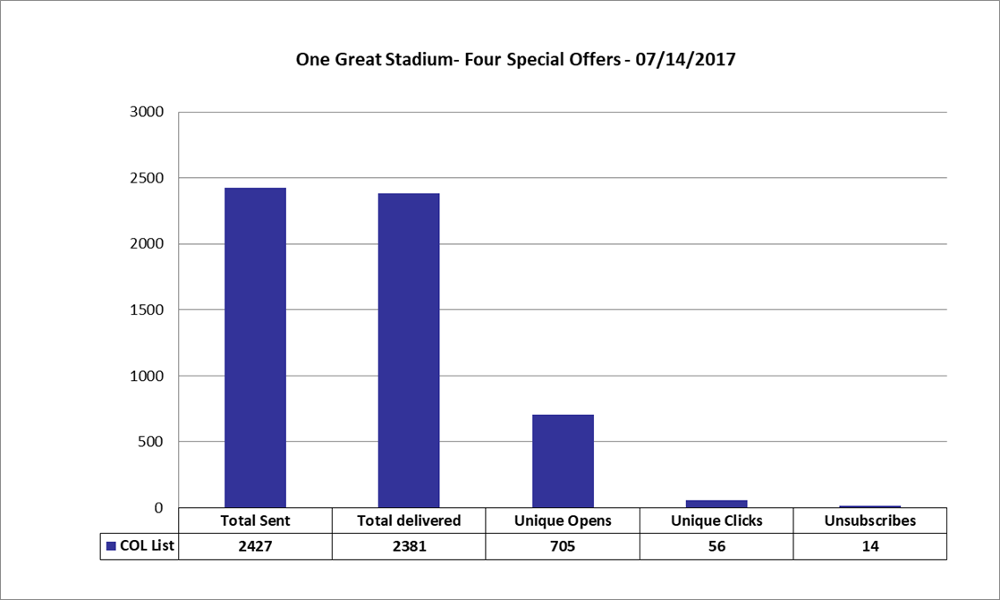 One Great Stadium- Four Special Offers - 07/14/2017
3000
2500
2000
1500
1000
500
0
Total Sent Total delivered Unique Opens Unique Clicks Unsubscribes
COL List 2427 2381 705 56 14